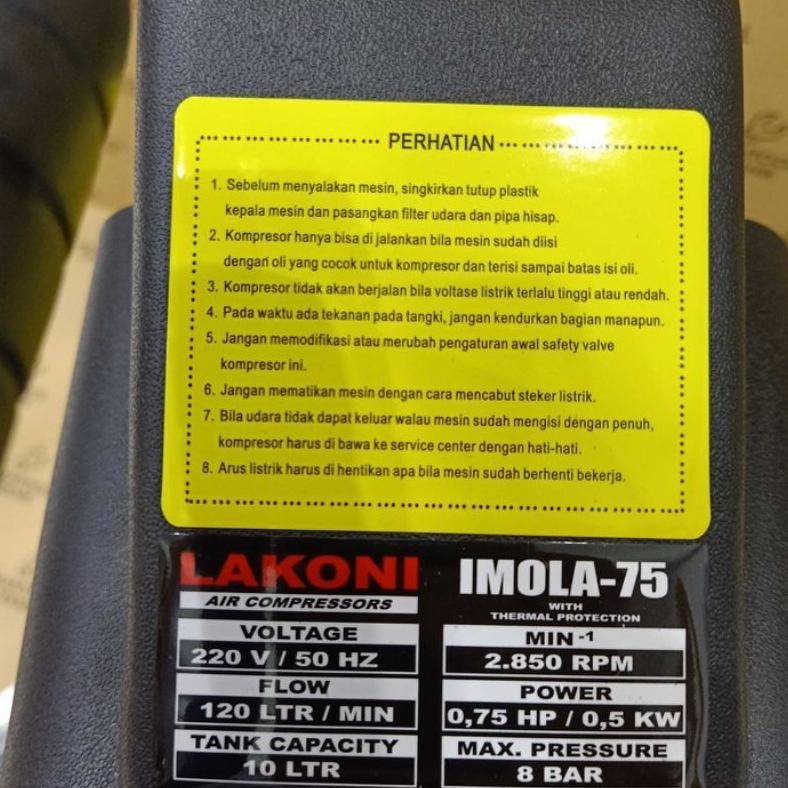 PERHATIAN
1. Sebelum menyalakan mesin, singkirkan tutup plastik
kepala mesin dan pasangkan filter udara dan pipa hisap.
2. Kompresor hanya bisa di jalankan bila mesin sudah diisi
dengan oli yang cocok untuk kompresor dan terisi sampai batas isi oli.
3. Kompresor tidak akan berjalan bila voltase listrik terlalu tinggi atau rendah.
4. Pada waktu ada tekanan pada tangki, jangan kendurkan bagian manapun.
5. Jangan memodifikasi atau merubah pengaturan awal safety valve
kompresor ini.
6. Jangan mematikan mesin dengan cara mencabut steker listrik.
7. Bila udara tidak dapat keluar walau mesin sudah mengisi dengan penuh,
kompresor harus di bawa ke service center dengan hati-hati.
8. Arus listrik harus di hentikan apa bila mesin sudah berhenti bekerja.
LAKONI
AIR COMPRESSORS
IMOLA-75
WITH
THERMAL PROTECTION
VOLTAGE
220 V / 50 HZ
MIN -1
2.850 RPM
FLOW
120 LTR / MIN
POWER
0,75 HP / 0,5 KW
TANK CAPACITY
10 LTR
MAX. PRESSURE
8 BAR